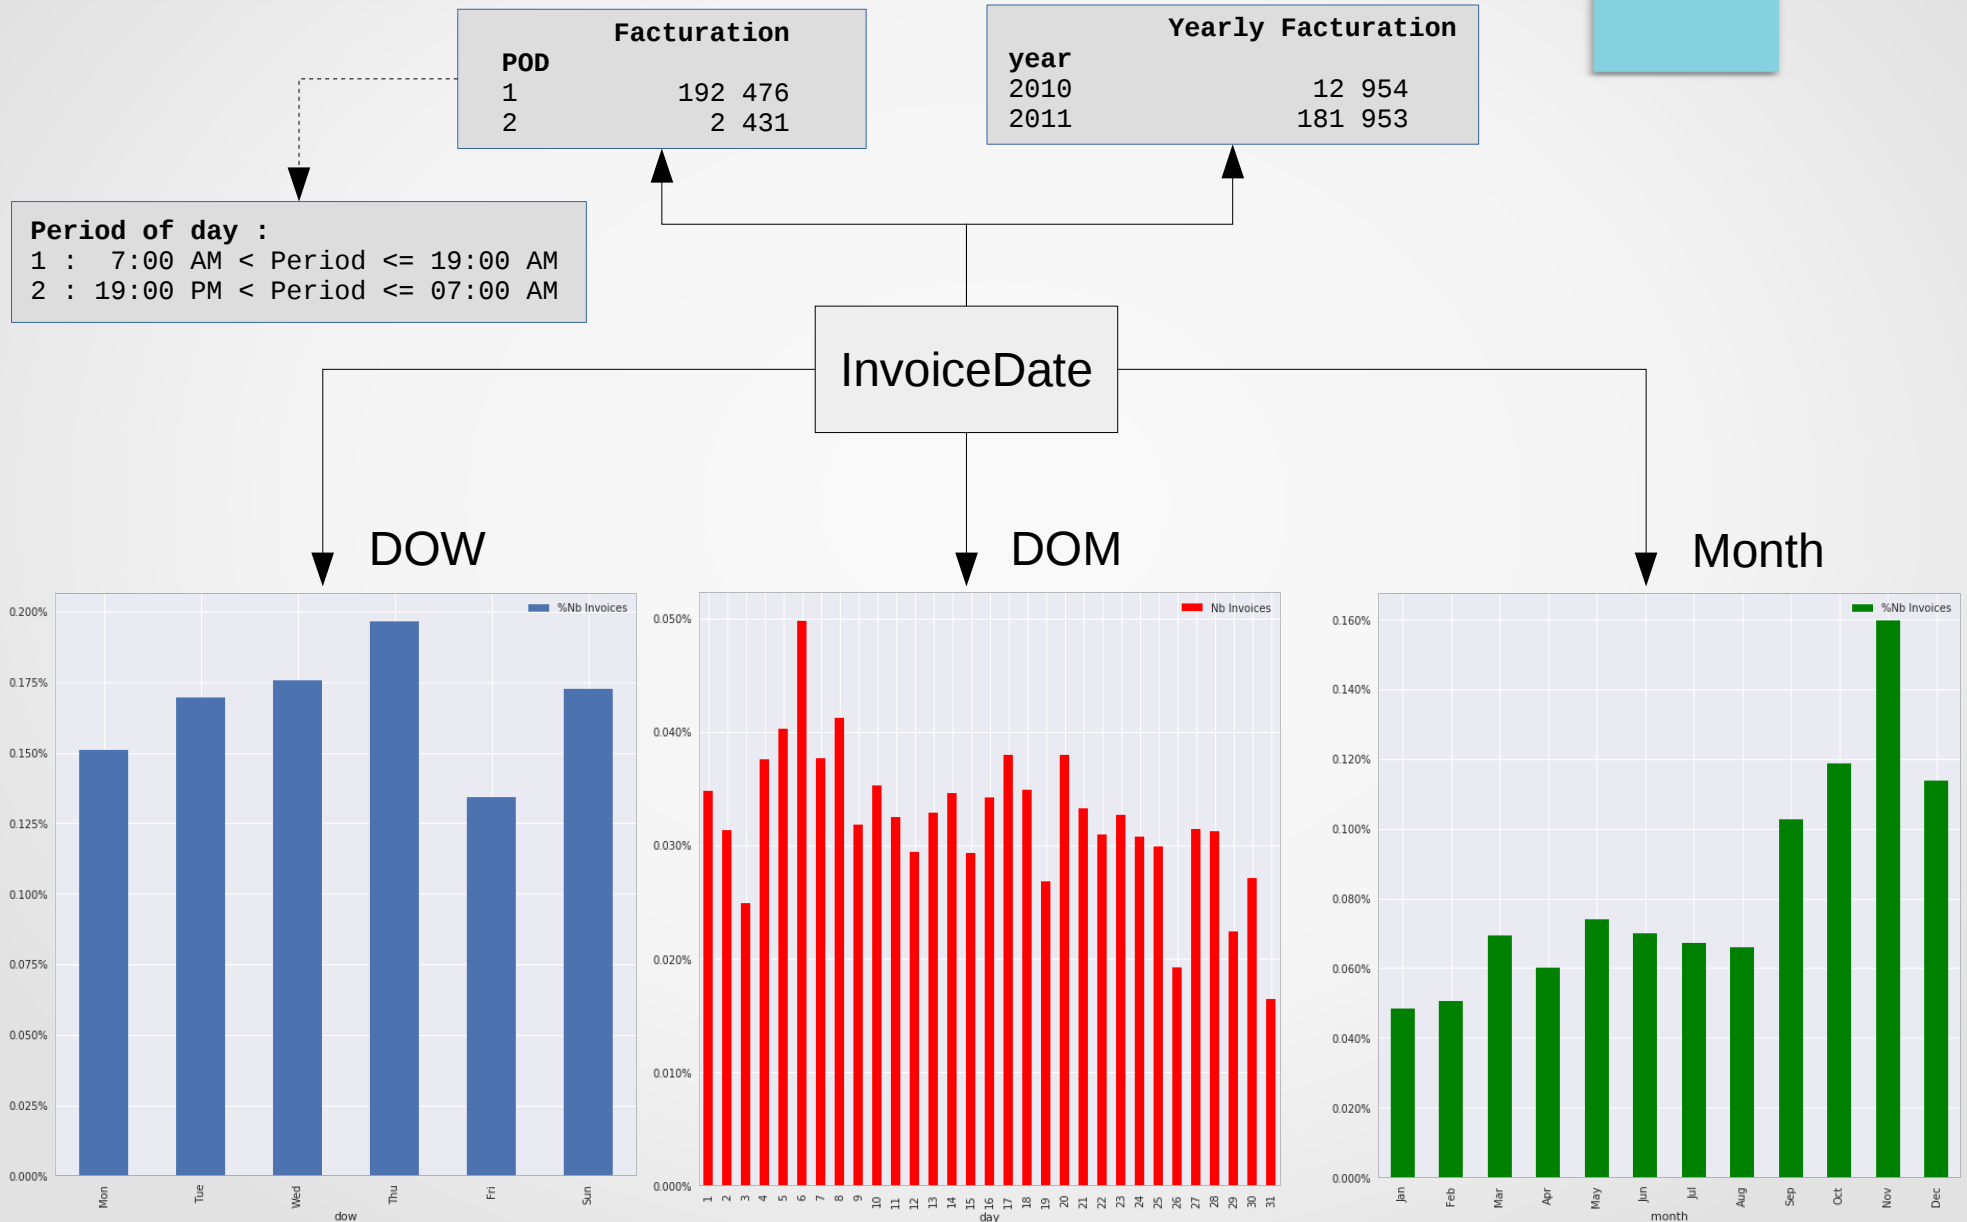 Facturation
POD
1 192 476
2 2 431
Yearly Facturation
year
2010 12 954
2011 181 953
Period of day :
1 : 7:00 AM < Period <= 19:00 AM
2 : 19:00 PM < Period <= 07:00 AM
InvoiceDate
DOW
DOM
Month
%Nb Invoices
0.200%
0.175%
0.150%
0.125%
0.100%
0.075%
0.050%
0.025%
0.000%
Mon Tue Wed Thu Fri Sun
dow
Nb Invoices
0.050%
0.040%
0.030%
0.020%
0.010%
0.000%
1 2 3 4 5 6 7 8 9 10 11 12 13 14 15 16 17 18 19 20 21 22 23 24 25 26 27 28 29 30 31
day
%Nb Invoices
0.160%
0.140%
0.120%
0.100%
0.080%
0.060%
0.040%
0.020%
0.000%
Jan Feb Mar Apr May Jun Jul Aug Sep Oct Nov Dec
month